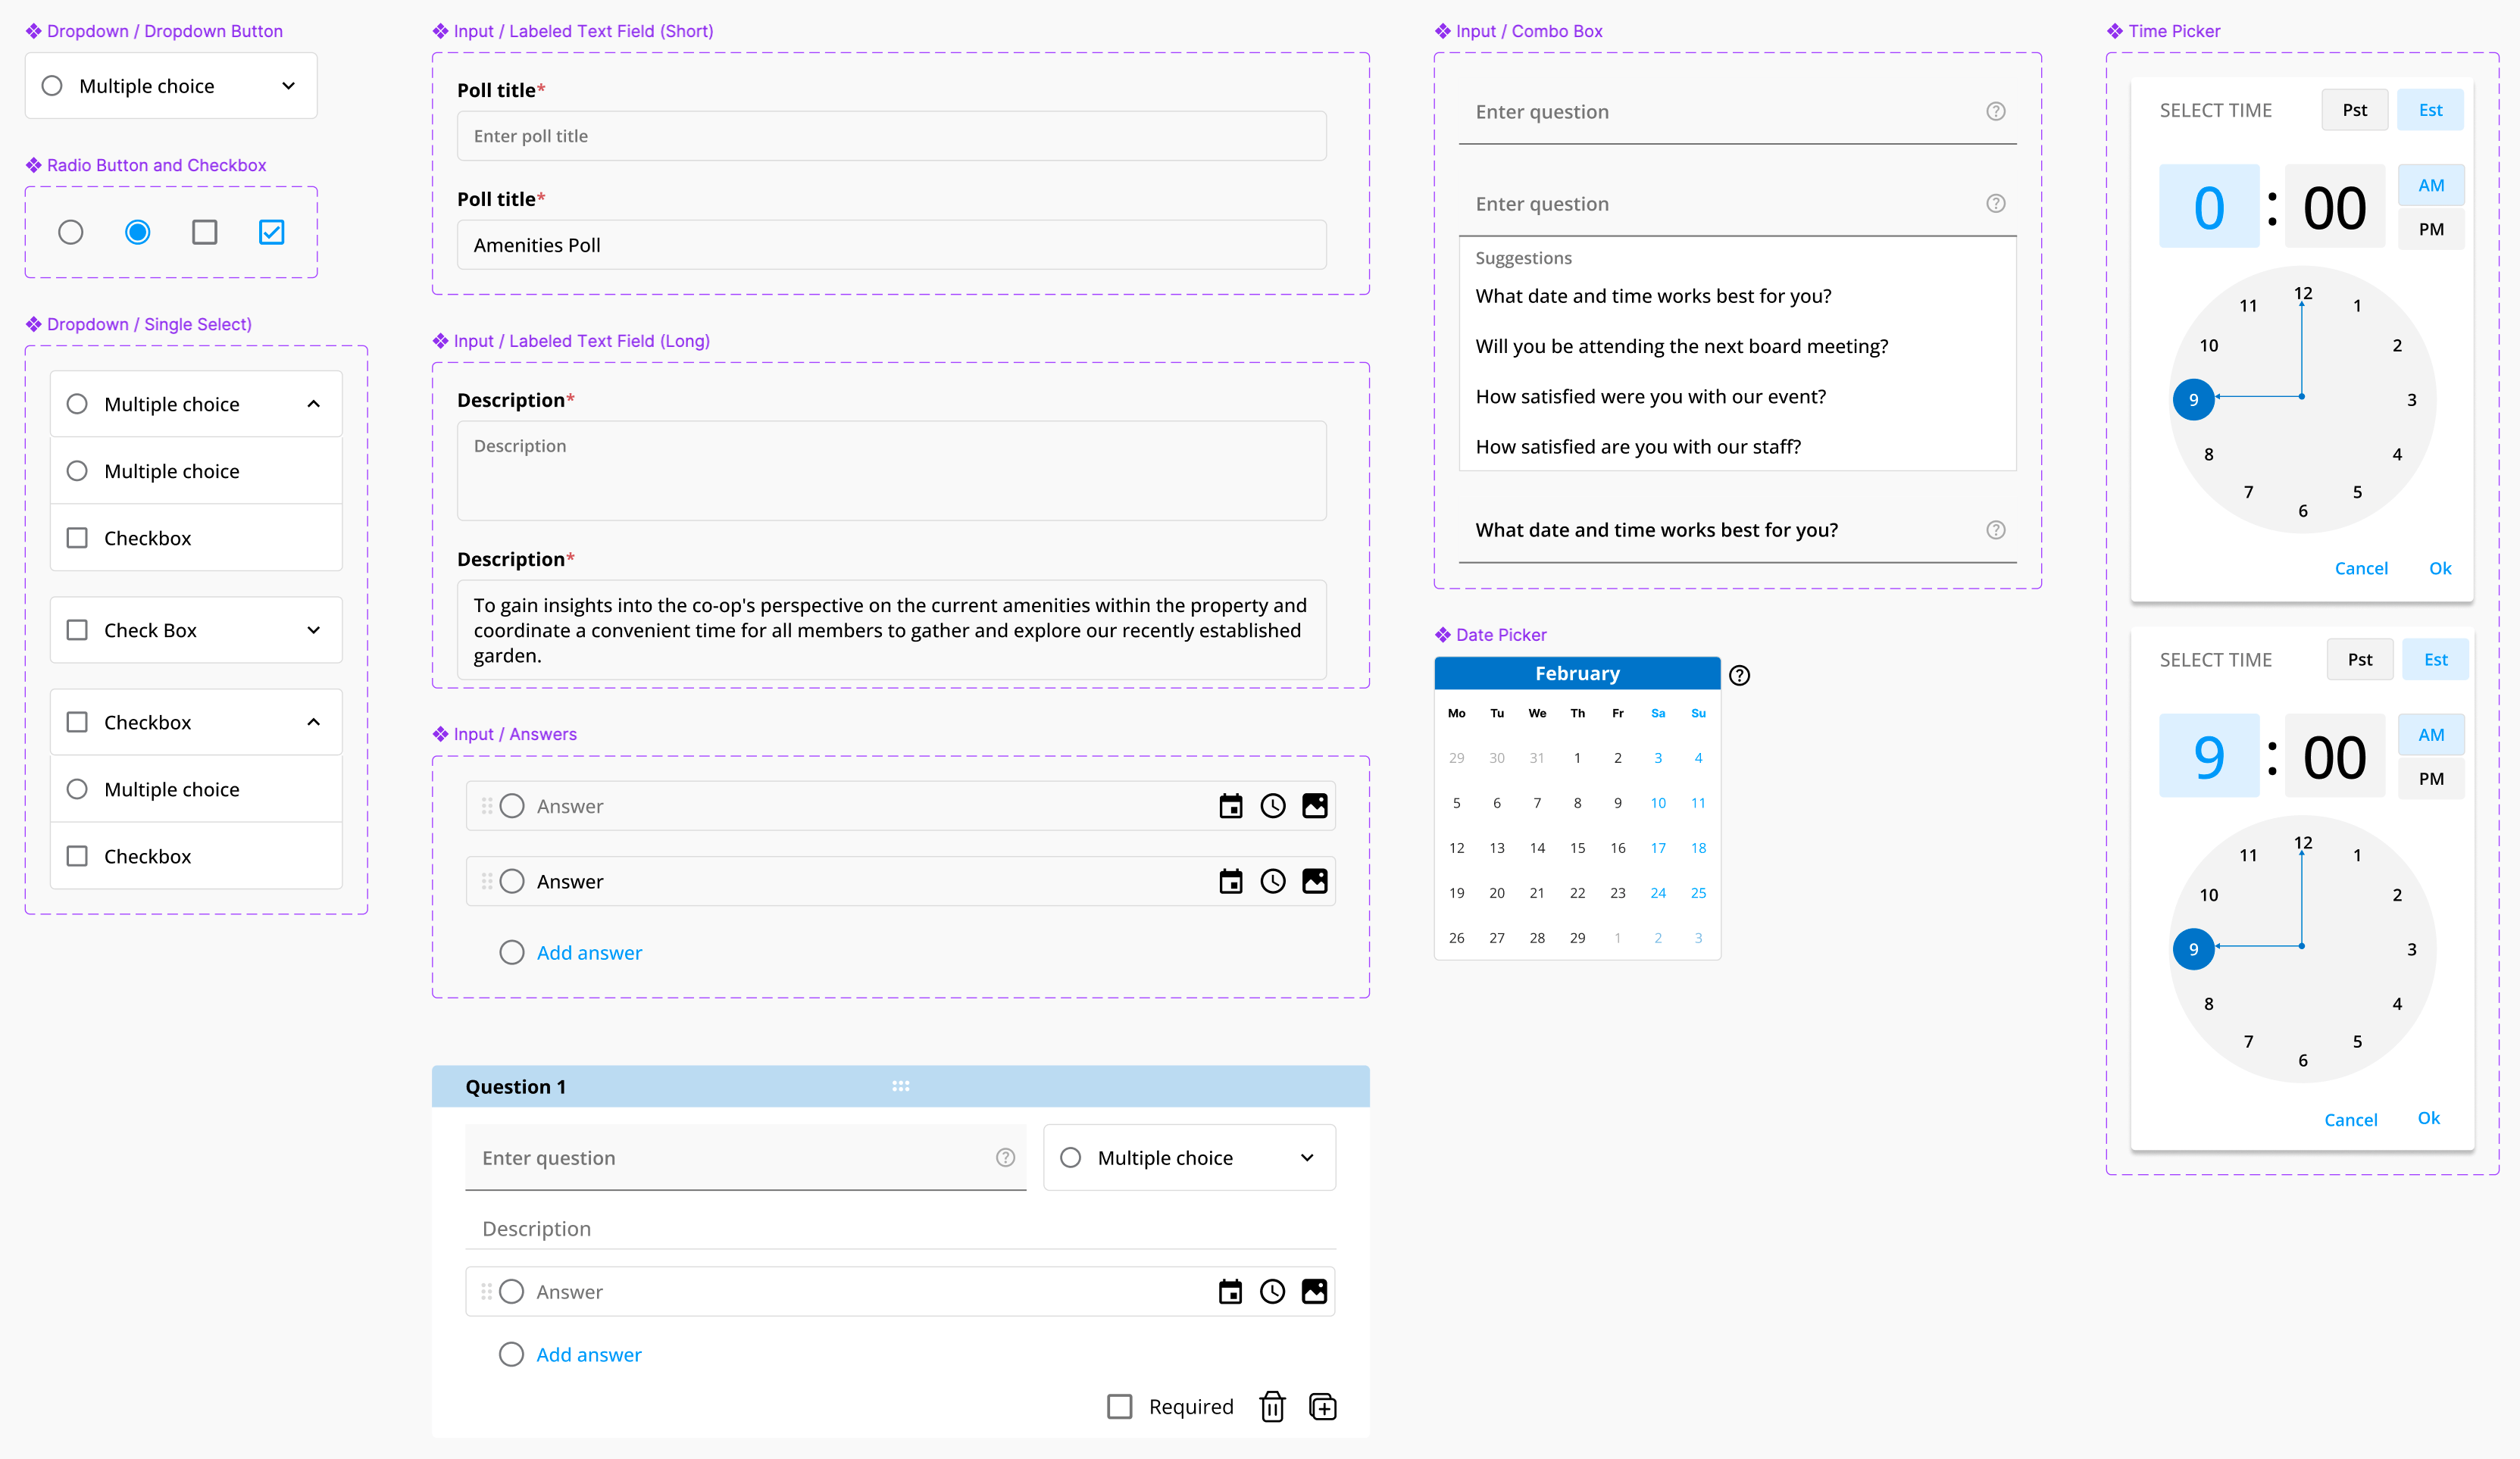 Dropdown / Dropdown Button
Multiple choice
Radio Button and Checkbox
Dropdown / Single Select)
Multiple choice
Multiple choice
Checkbox
Check Box
Checkbox
Multiple choice
Checkbox
Input / Labeled Text Field (Short)
Poll title*
Enter poll title
Poll title*
Amenities Poll
Input / Labeled Text Field (Long)
Description*
Description
Description*
To gain insights into the co-op's perspective on the current amenities within the property and
coordinate a convenient time for all members to gather and explore our recently established
garden.
Input / Answers
Answer
Answer
Add answer
Question 1
Enter question ?
Multiple choice
Description
Answer
Add answer
Required
Input / Combo Box
Enter question ?
Enter question ?
Suggestions
What date and time works best for you?
Will you be attending the next board meeting?
How satisfied were you with our event?
How satisfied are you with our staff?
What date and time works best for you? ?
Date Picker
February ?
Mo Tu We Th Fr Sa Su
29 30 31 1 2 3 4
5 6 7 8 9 10 11
12 13 14 15 16 17 18
19 20 21 22 23 24 25
26 27 28 29 1 2 3
Time Picker
SELECT TIME Pst Est
0 : 00 AM
PM
12
11 1
10 2
9 3
8 4
7 5
6
Cancel Ok
SELECT TIME Pst Est
9 : 00 AM
PM
12
11 1
10 2
9 3
8 4
7 5
6
Cancel Ok